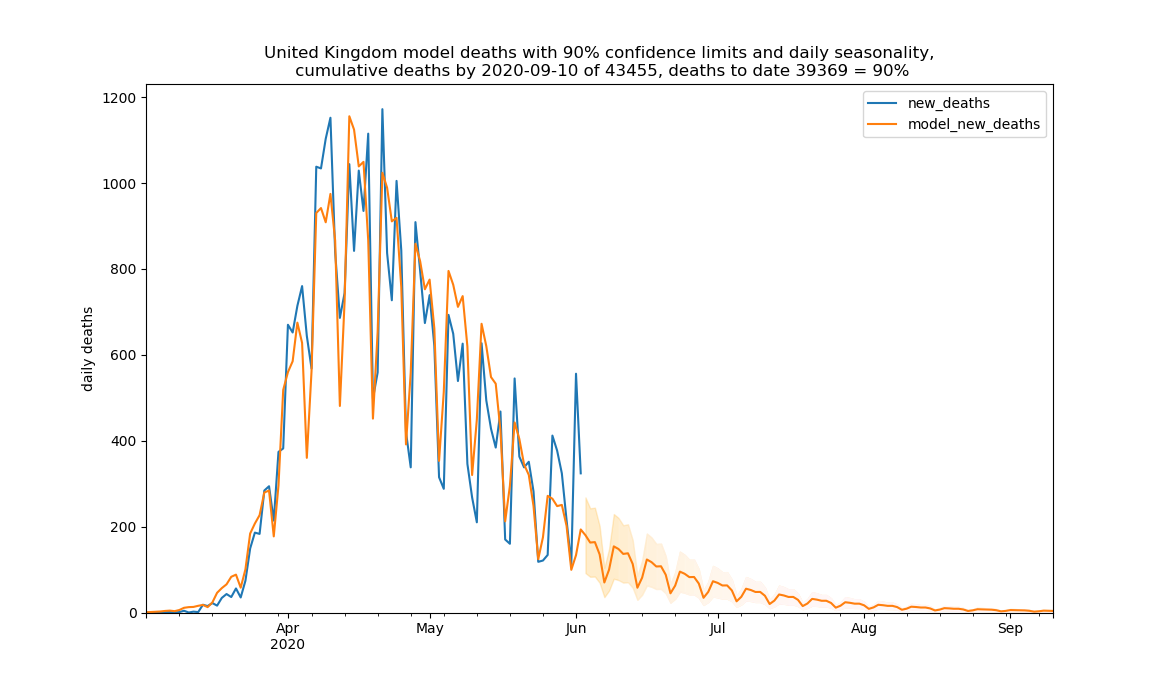 United Kingdom model deaths with 90% confidence limits and daily seasonality,
cumulative deaths by 2020-09-10 of 43455, deaths to date 39369 = 90%
new_deaths
model_new_deaths
daily deaths
1200
1000
800
600
400
200
0
Apr
2020
May
Jun
Jul
Aug
Sep